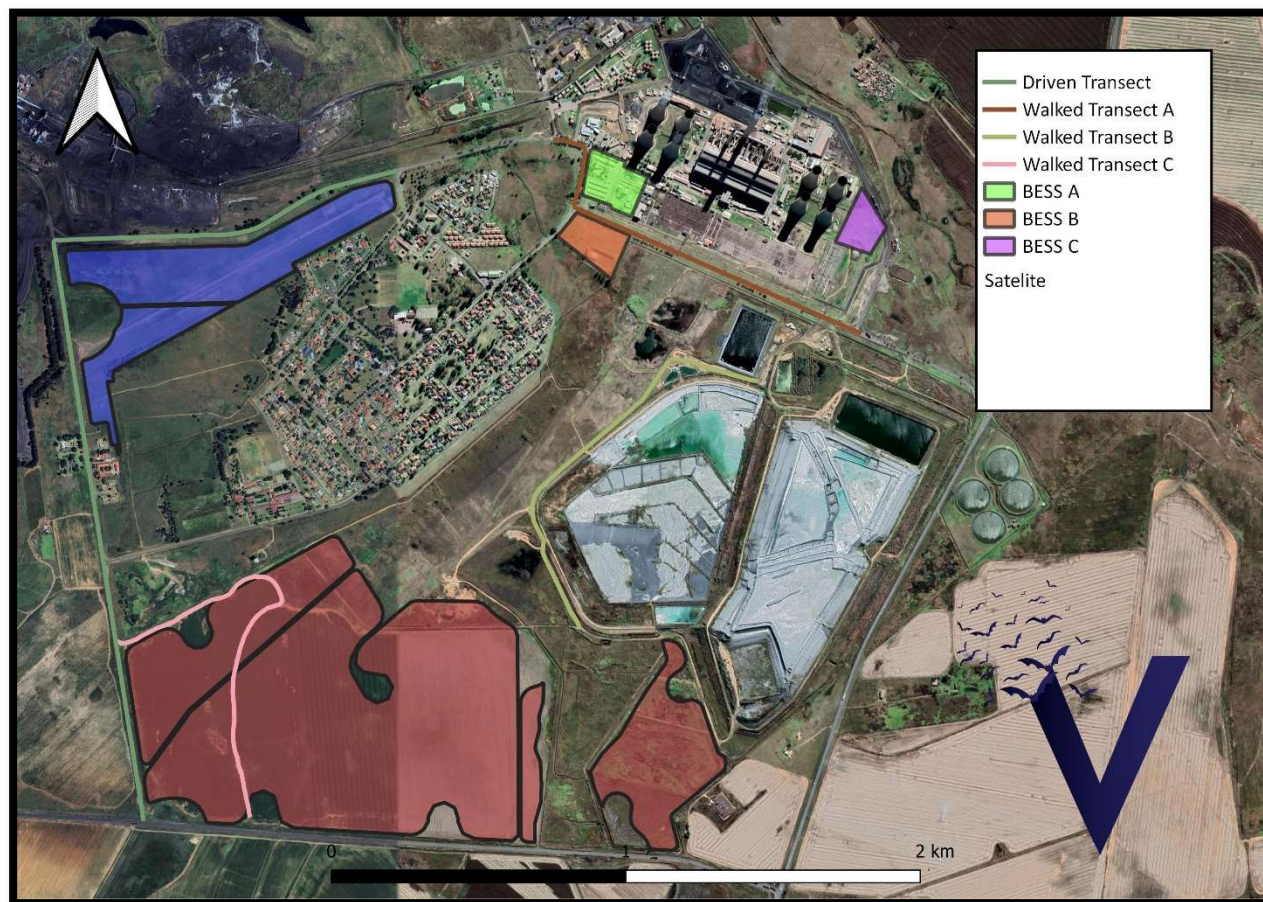 Driven Transect
Walked Transect A
Walked Transect B
Walked Transect C
BESS A
BESS B
BESS C
Satelite
0 1 2 km